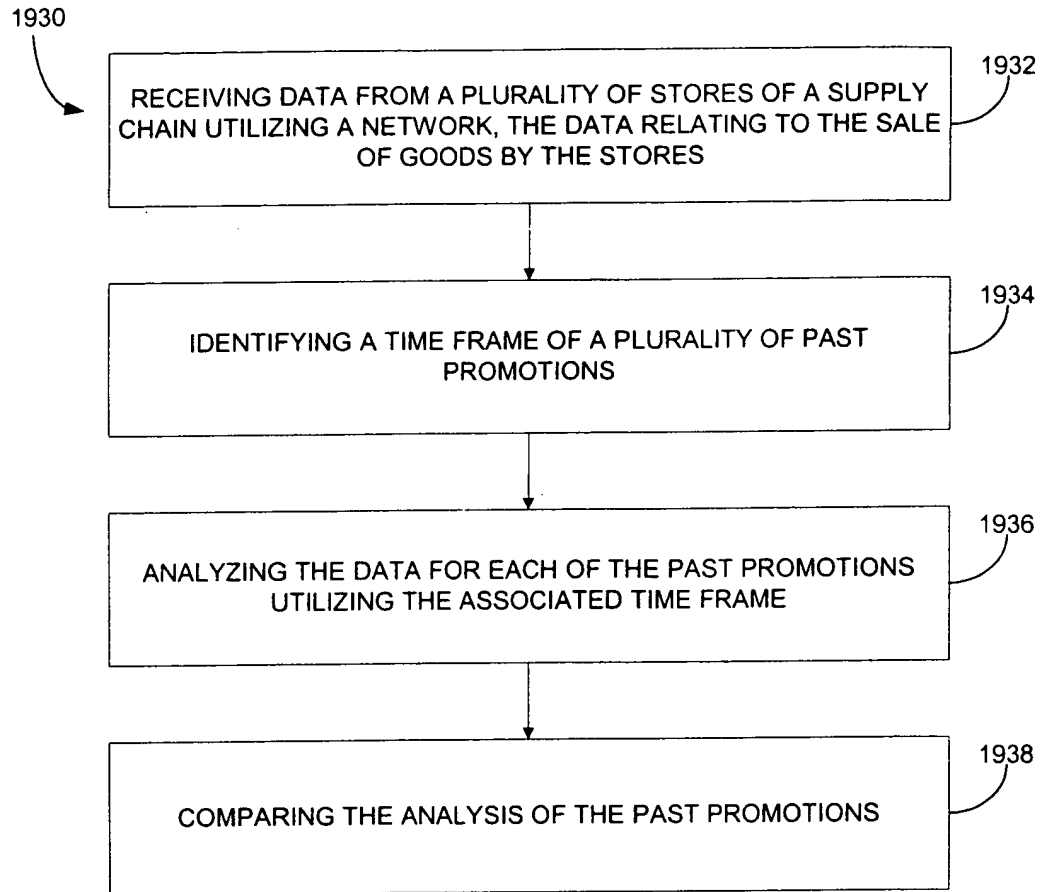 1930
1932
RECEIVING DATA FROM A PLURALITY OF STORES OF A SUPPLY
CHAIN UTILIZING A NETWORK, THE DATA RELATING TO THE SALE
OF GOODS BY THE STORES
1934
IDENTIFYING A TIME FRAME OF A PLURALITY OF PAST
PROMOTIONS
1936
ANALYZING THE DATA FOR EACH OF THE PAST PROMOTIONS
UTILIZING THE ASSOCIATED TIME FRAME
1938
COMPARING THE ANALYSIS OF THE PAST PROMOTIONS